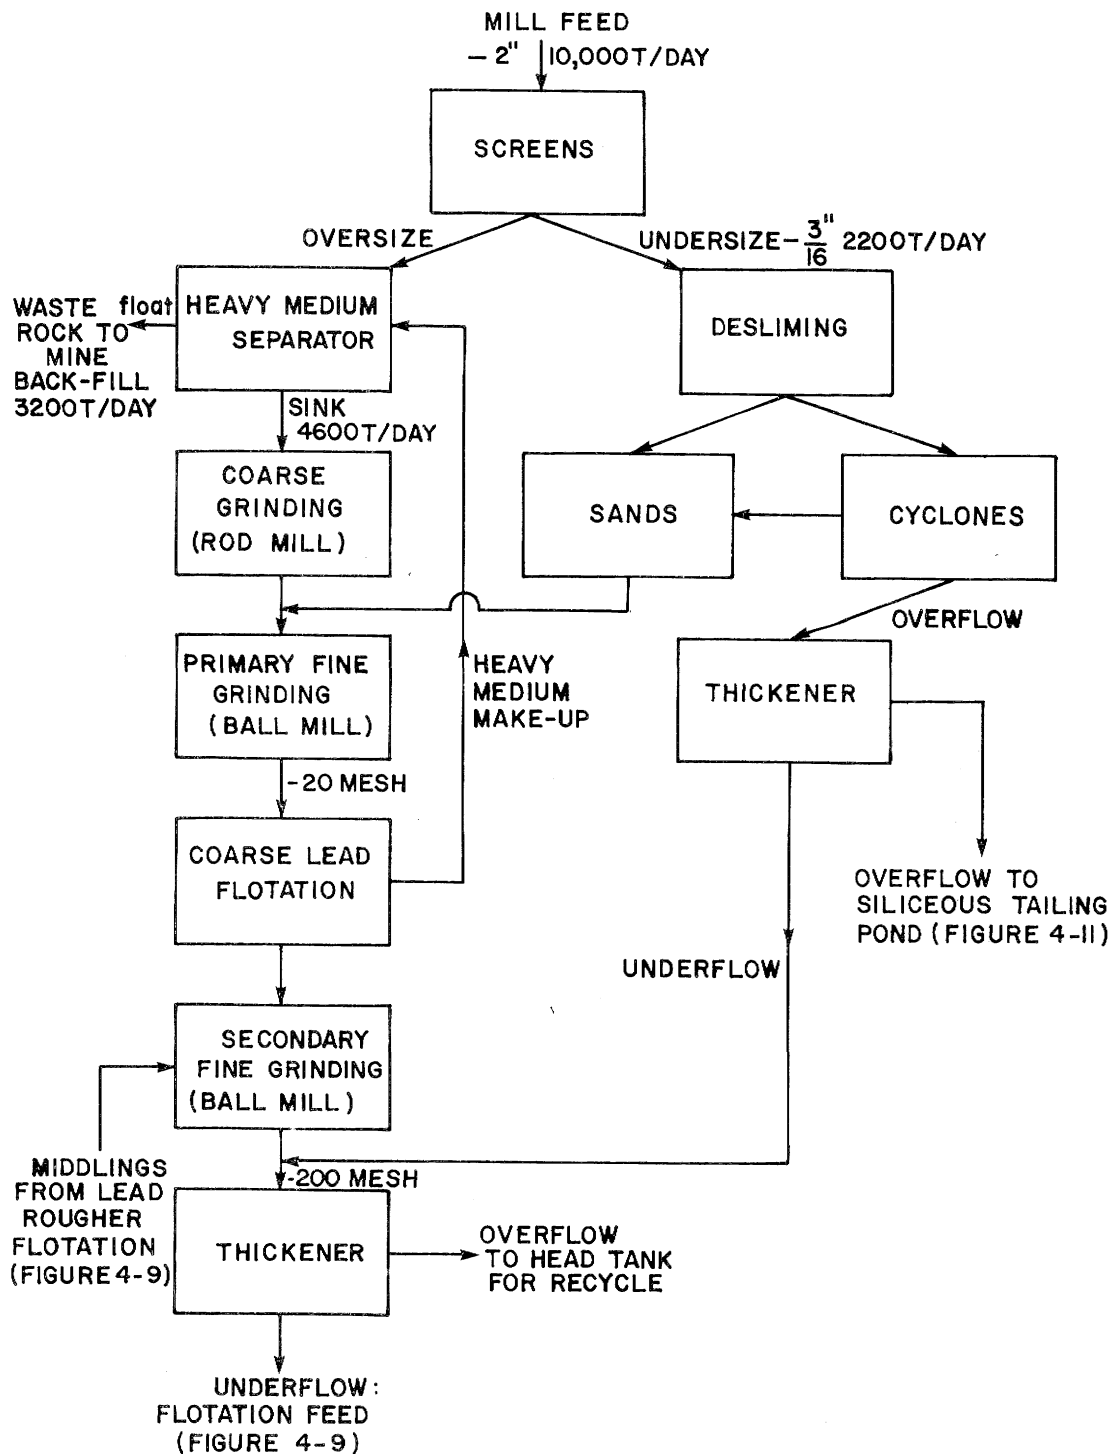 MILL FEED
- 2" 10,000T/DAY
SCREENS
OVERSIZE
UNDERSIZE-3/16" 2200T/DAY
WASTE float
ROCK TO
MINE
BACK-FILL
3200T/DAY
HEAVY MEDIUM
SEPARATOR
DESLIMING
SINK
4600T/DAY
COARSE
GRINDING
(ROD MILL)
SANDS
CYCLONES
OVERFLOW
PRIMARY FINE
GRINDING
(BALL MILL)
HEAVY
MEDIUM
MAKE-UP
THICKENER
-20 MESH
COARSE LEAD
FLOTATION
OVERFLOW TO
SILICEOUS TAILING
POND (FIGURE 4-11)
UNDERFLOW
SECONDARY
FINE GRINDING
(BALL MILL)
MIDDLINGS
FROM LEAD
ROUGHER
FLOTATION
(FIGURE 4-9)
-200 MESH
THICKENER
OVERFLOW
TO HEAD TANK
FOR RECYCLE
UNDERFLOW:
FLOTATION FEED
(FIGURE 4-9)